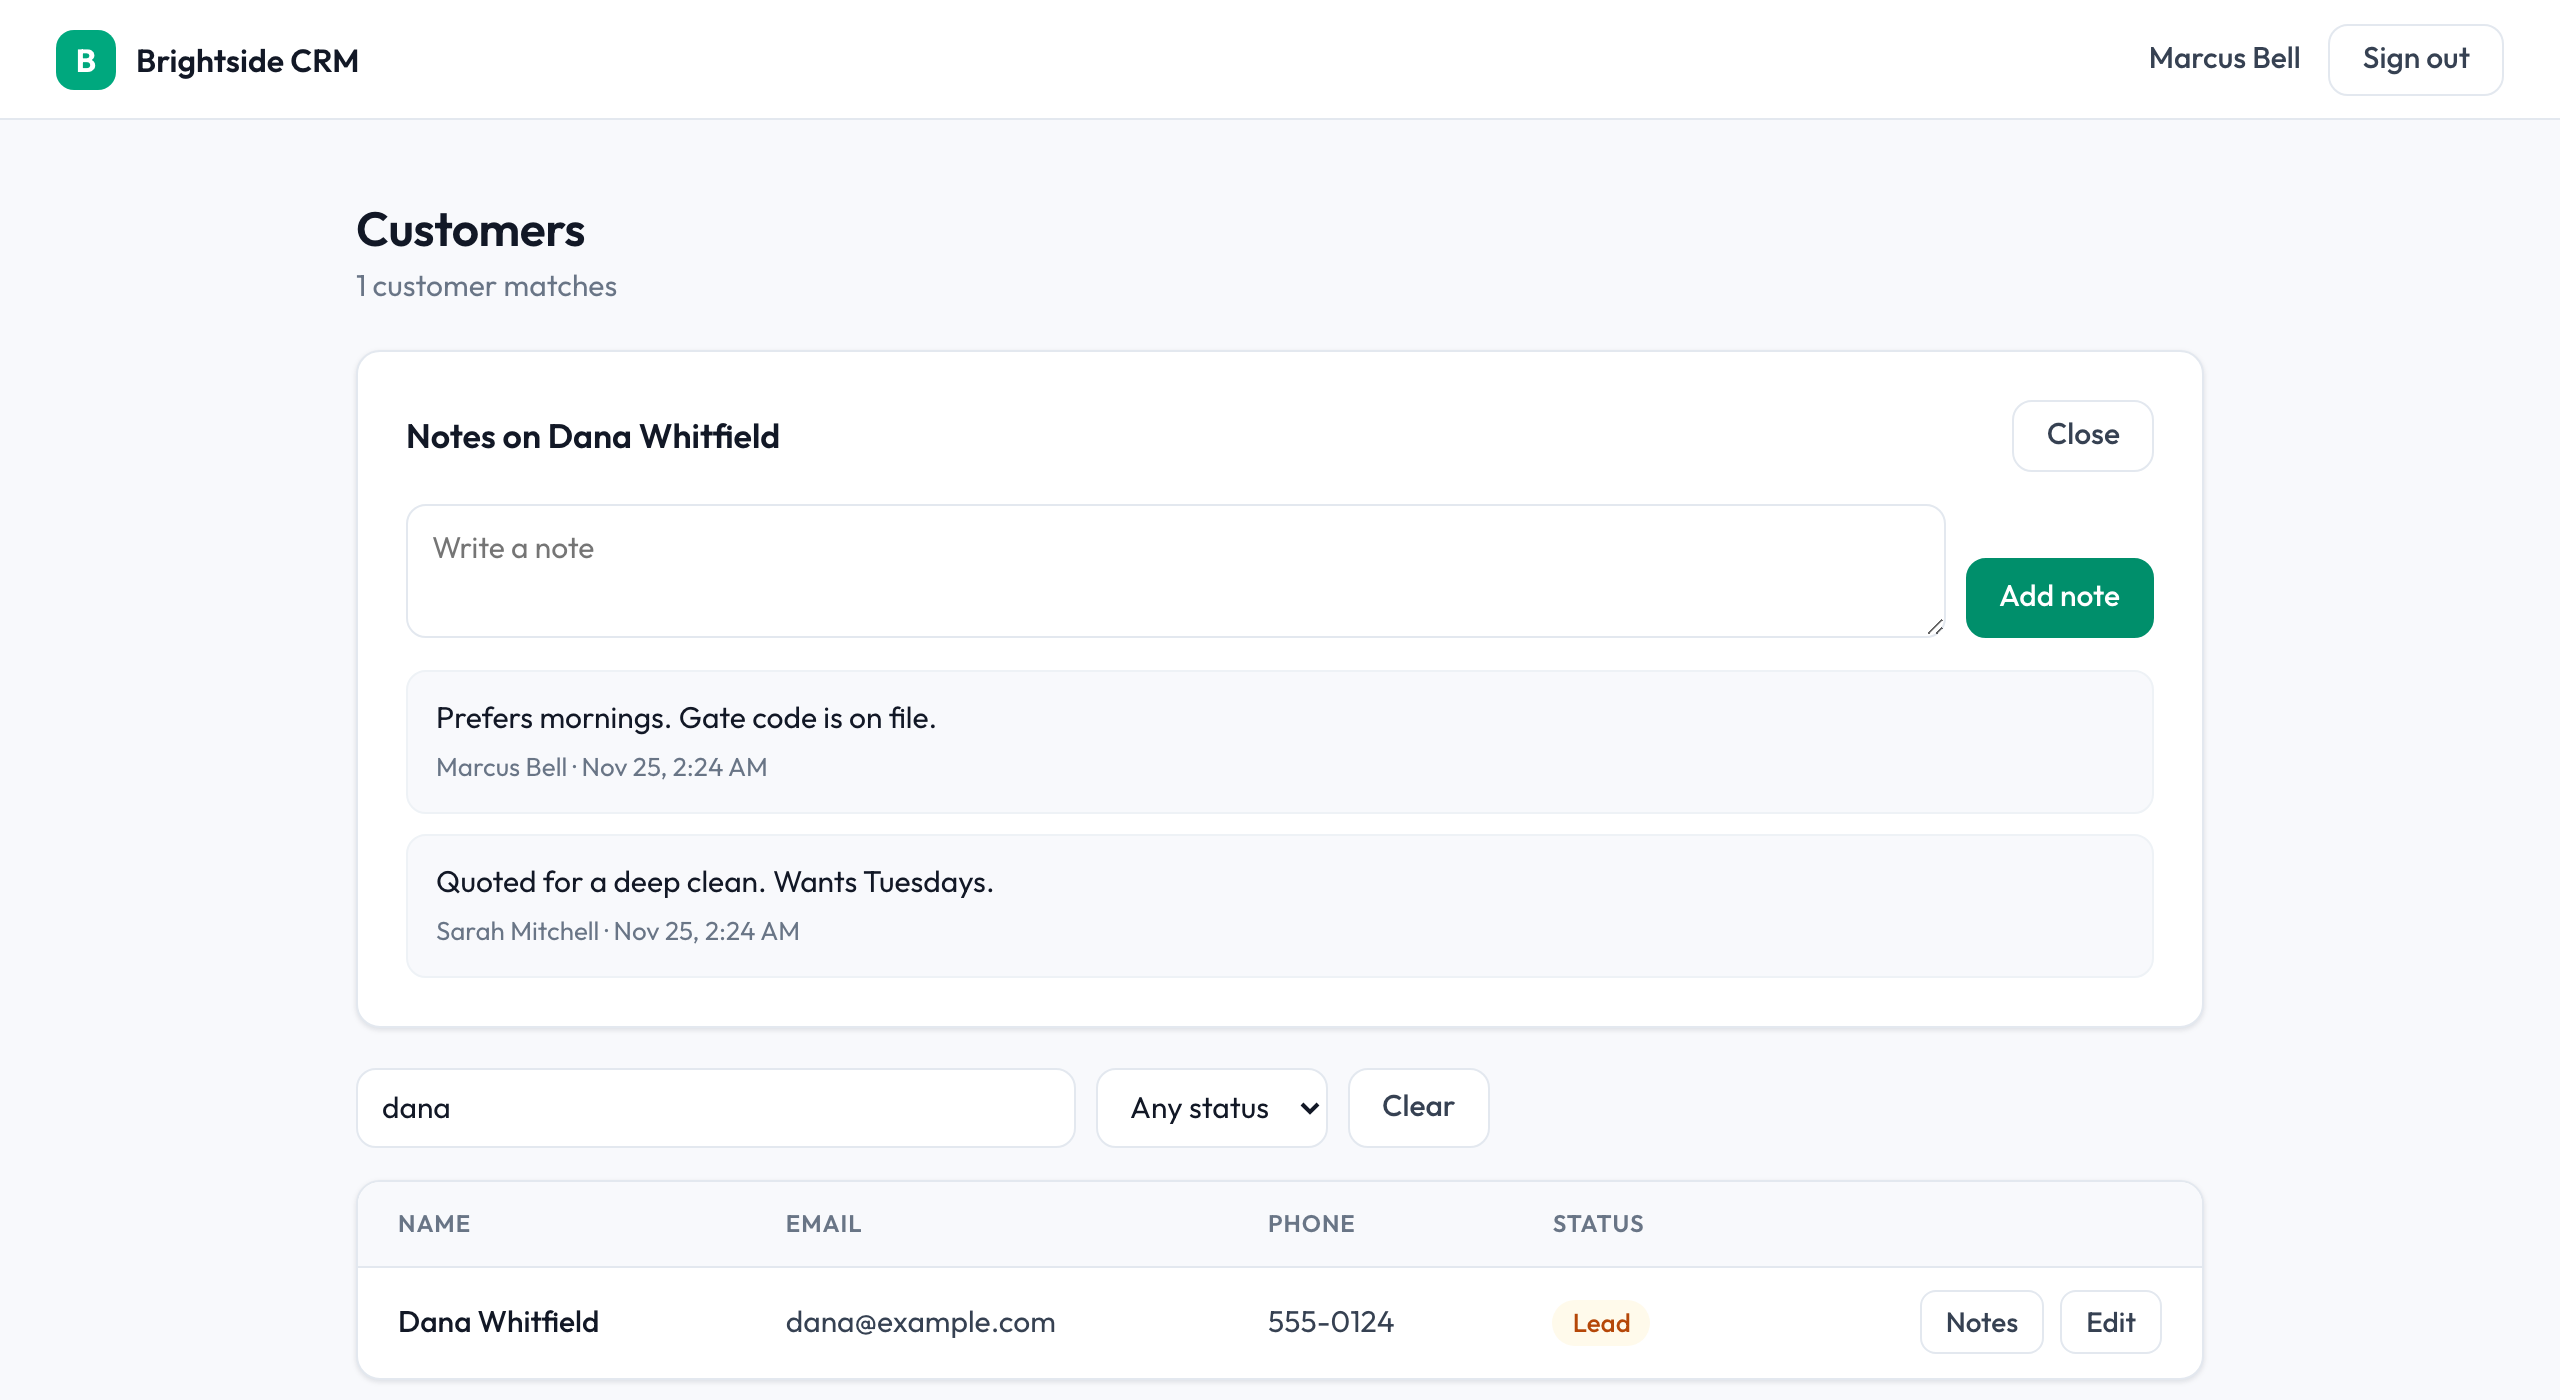 B Brightside CRM
Marcus Bell
Sign out
Customers
1 customer matches
Notes on Dana Whitfield
Close
Write a note
Add note
Prefers mornings. Gate code is on file.
Marcus Bell · Nov 25, 2:24 AM
Quoted for a deep clean. Wants Tuesdays.
Sarah Mitchell · Nov 25, 2:24 AM
dana
Any status
Clear
NAME EMAIL PHONE STATUS
Dana Whitfield dana@example.com 555-0124 Lead Notes Edit